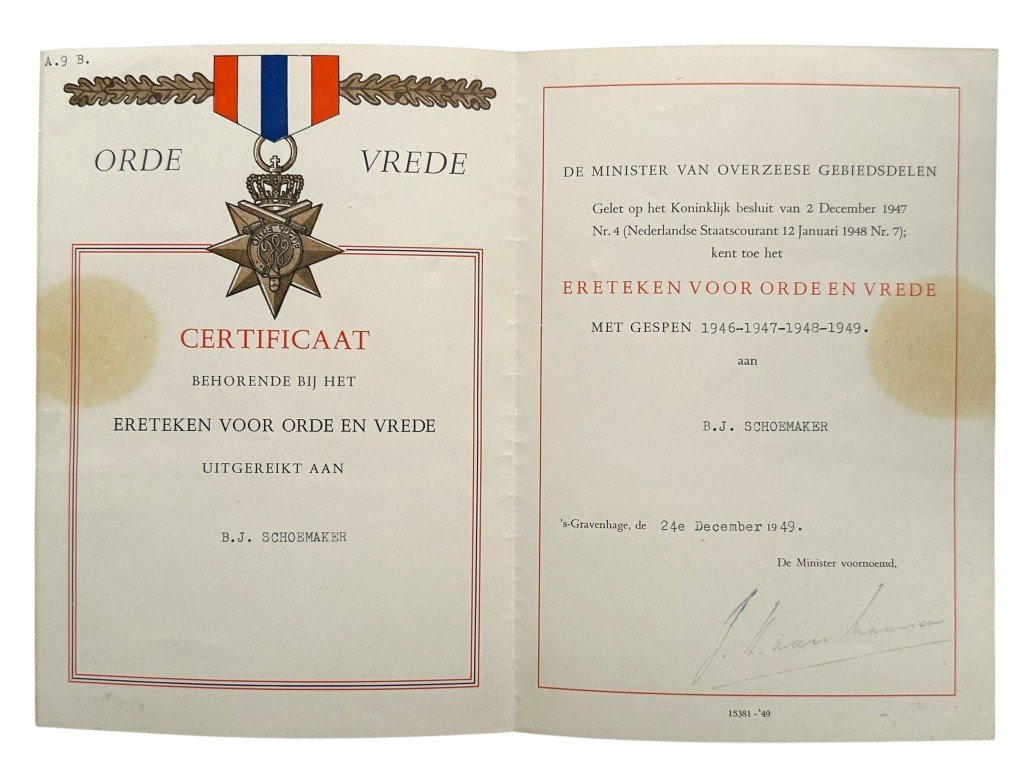 A.9 B.
ORDE VREDE
CERTIFICAAT
BEHORENDE BIJ HET
ERETEKEN VOOR ORDE EN VREDE
UITGEREIKT AAN
B.J. SCHOEMAKER
DE MINISTER VAN OVERZEESE GEBIEDSDELEN
Gelet op het Koninklijk besluit van 2 December 1947
Nr. 4 (Nederlandse Staatscourant 12 Januari 1948 Nr. 7);
kent toe het
ERETEKEN VOOR ORDE EN VREDE
MET GESPEN 1946-1947-1948-1949.
aan
B.J. SCHOEMAKER
's-Gravenhage, de 24e December 1949.
De Minister voornoemd,
15381 - '49